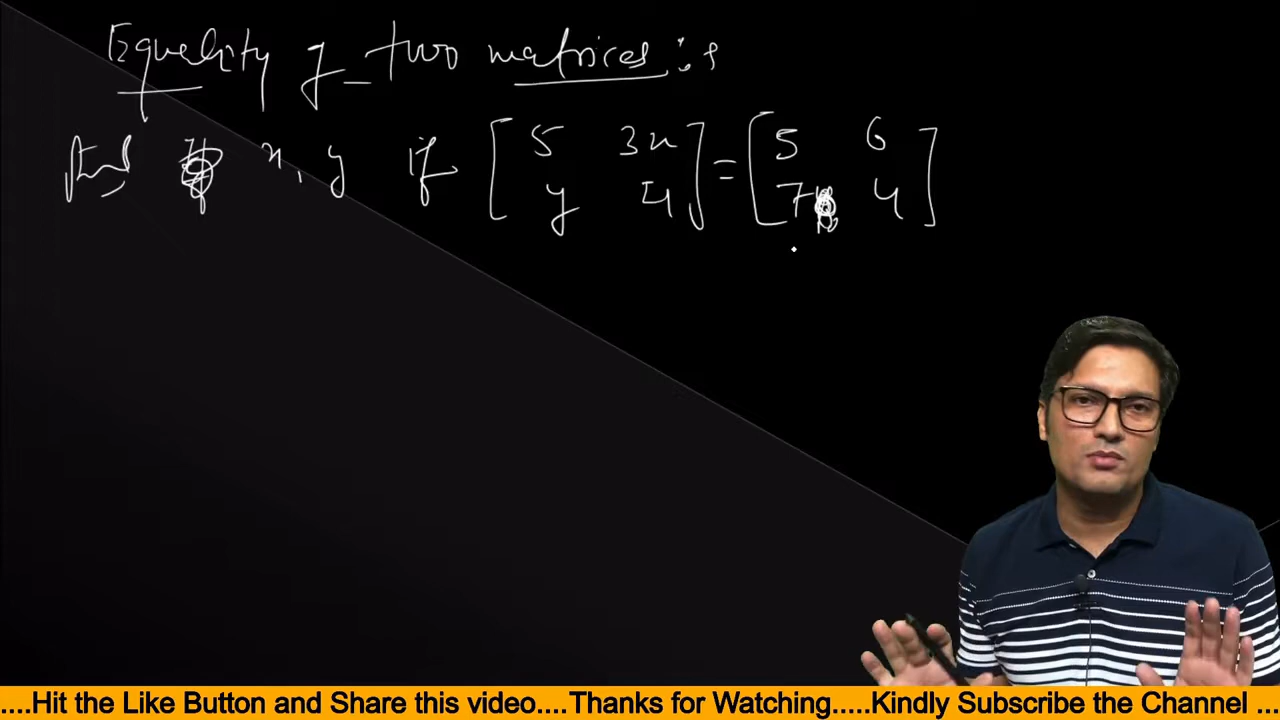 Equality of two matrices :
Find x, y if [ 5 3x ] = [ 5 6 ]
[ y 4 ] [ 7 4 ]
....Hit the Like Button and Share this video....Thanks for Watching.....Kindly Subscribe the Channel ...